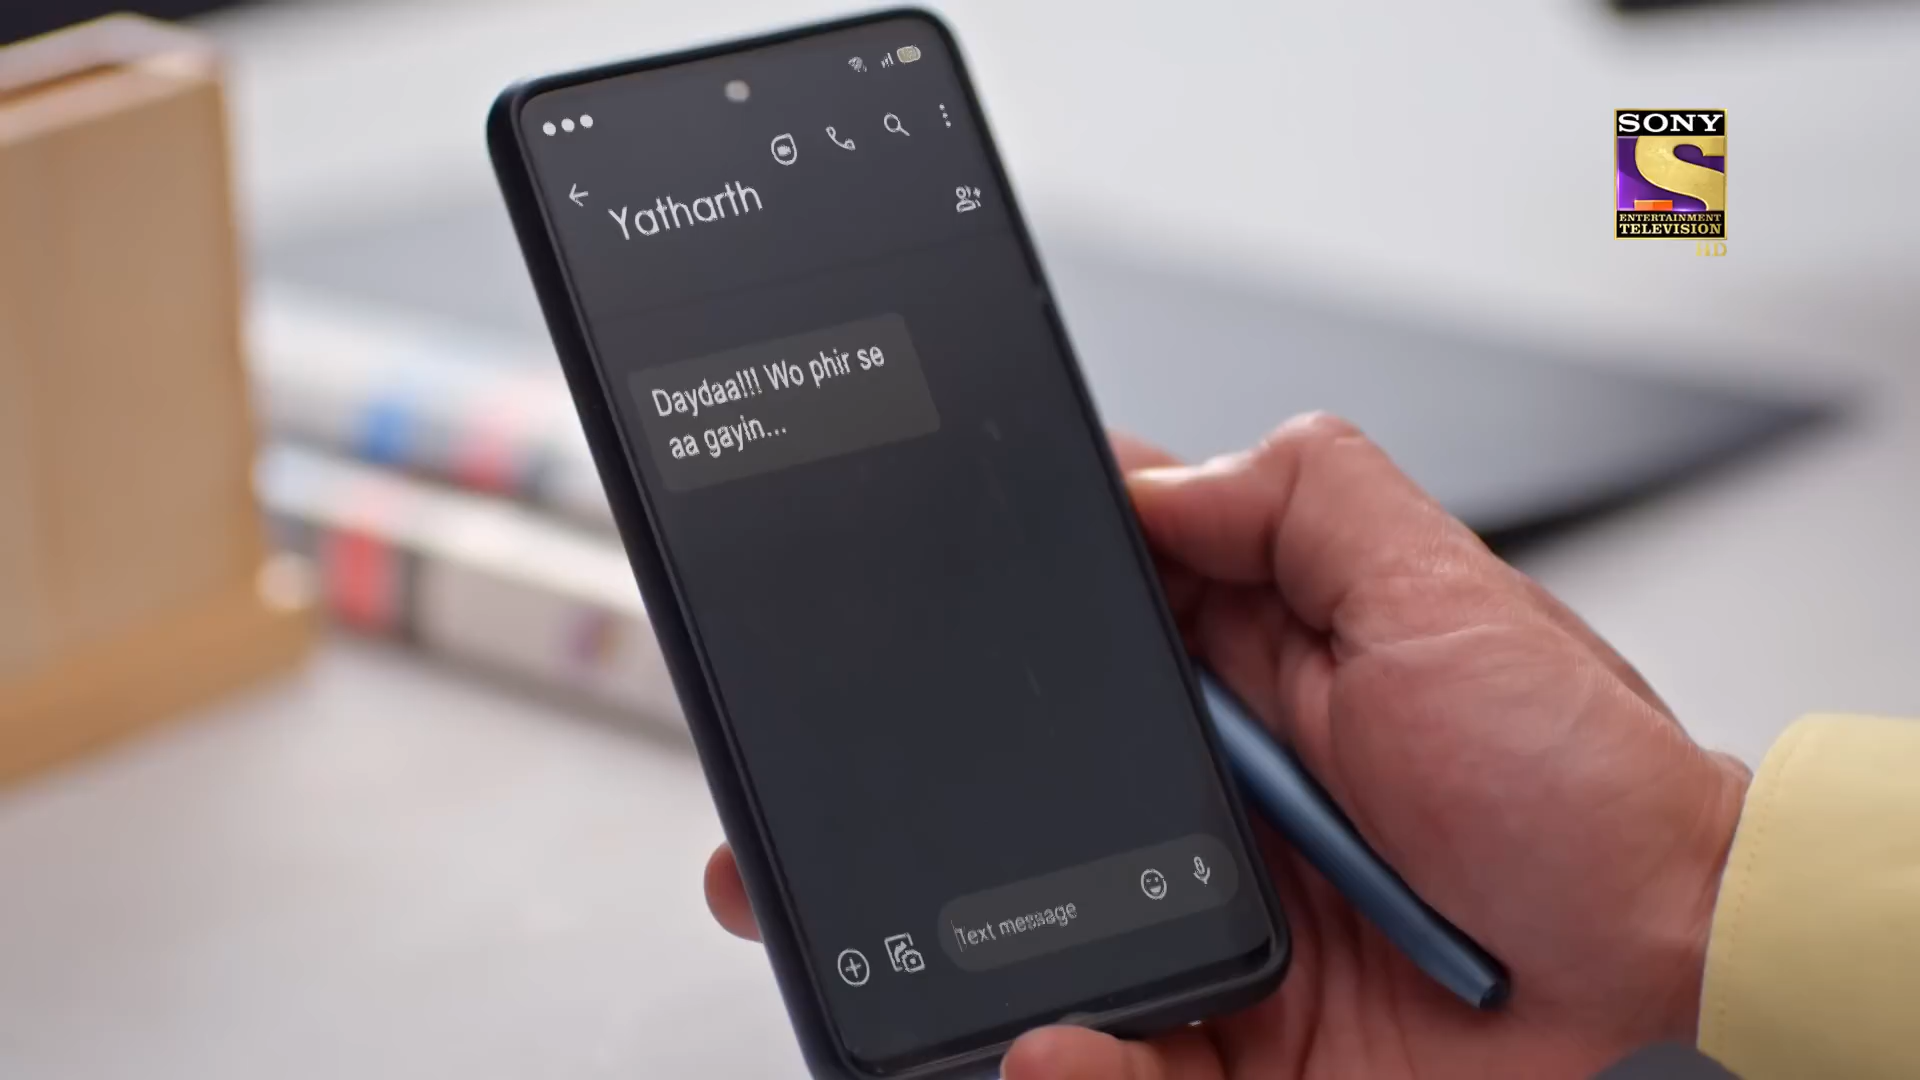 SONY
ENTERTAINMENT
TELEVISION
HD
Yatharth
Daydaa!!! Wo phir se
aa gayin...
Text message